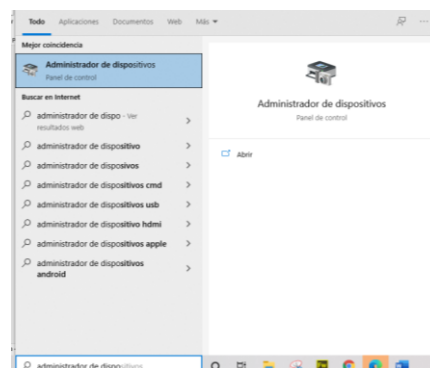 Todo Aplicaciones Documentos Web Más
Mejor coincidencia
Administrador de dispositivos
Panel de control
Buscar en Internet
administrador de dispo - Ver
resultados web
administrador de dispositivo
administrador de disposivos
administrador de dispositivos cmd
administrador de dispositivos usb
administrador de dispositivo hdmi
administrador de dispositivos apple
administrador de dispositivos
android
Administrador de dispositivos
Panel de control
Abrir
administrador de dispositivos